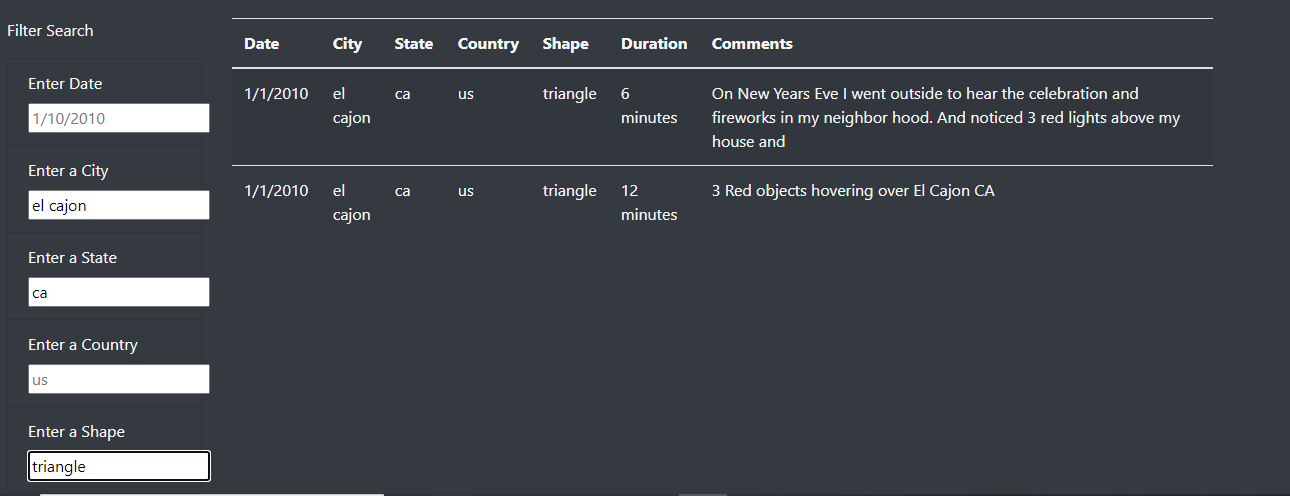 Filter Search
Enter Date
1/10/2010
Enter a City
el cajon
Enter a State
ca
Enter a Country
us
Enter a Shape
triangle
Date City State Country Shape Duration Comments
1/1/2010 el ca us triangle 6 On New Years Eve I went outside to hear the celebration and
cajon minutes fireworks in my neighbor hood. And noticed 3 red lights above my
house and
1/1/2010 el ca us triangle 12 3 Red objects hovering over El Cajon CA
cajon minutes